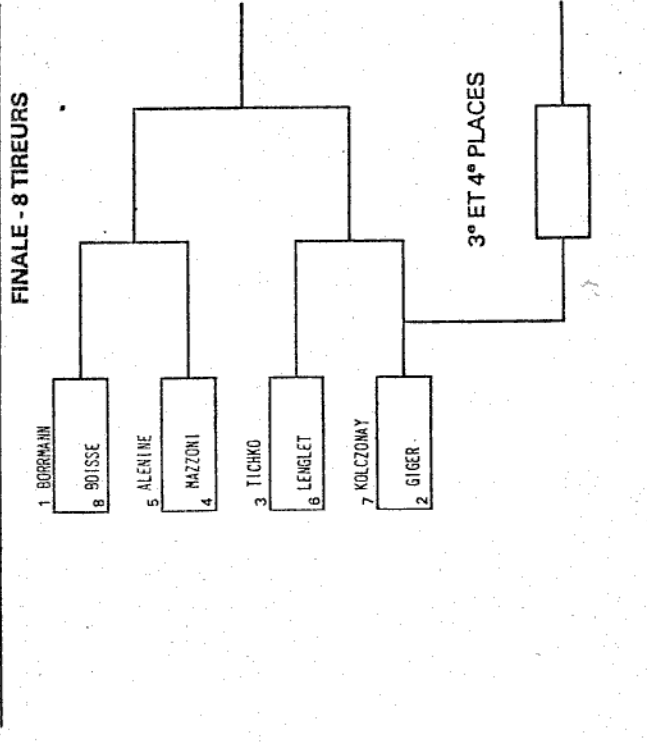 FINALE - 8 TIREURS
1 BORRMANN
8 BOISSE
5 ALENINE
4 MAZZONI
3 TICHKO
6 LENGLET
7 KOLCZONAY
2 GIGER
3e ET 4e PLACES